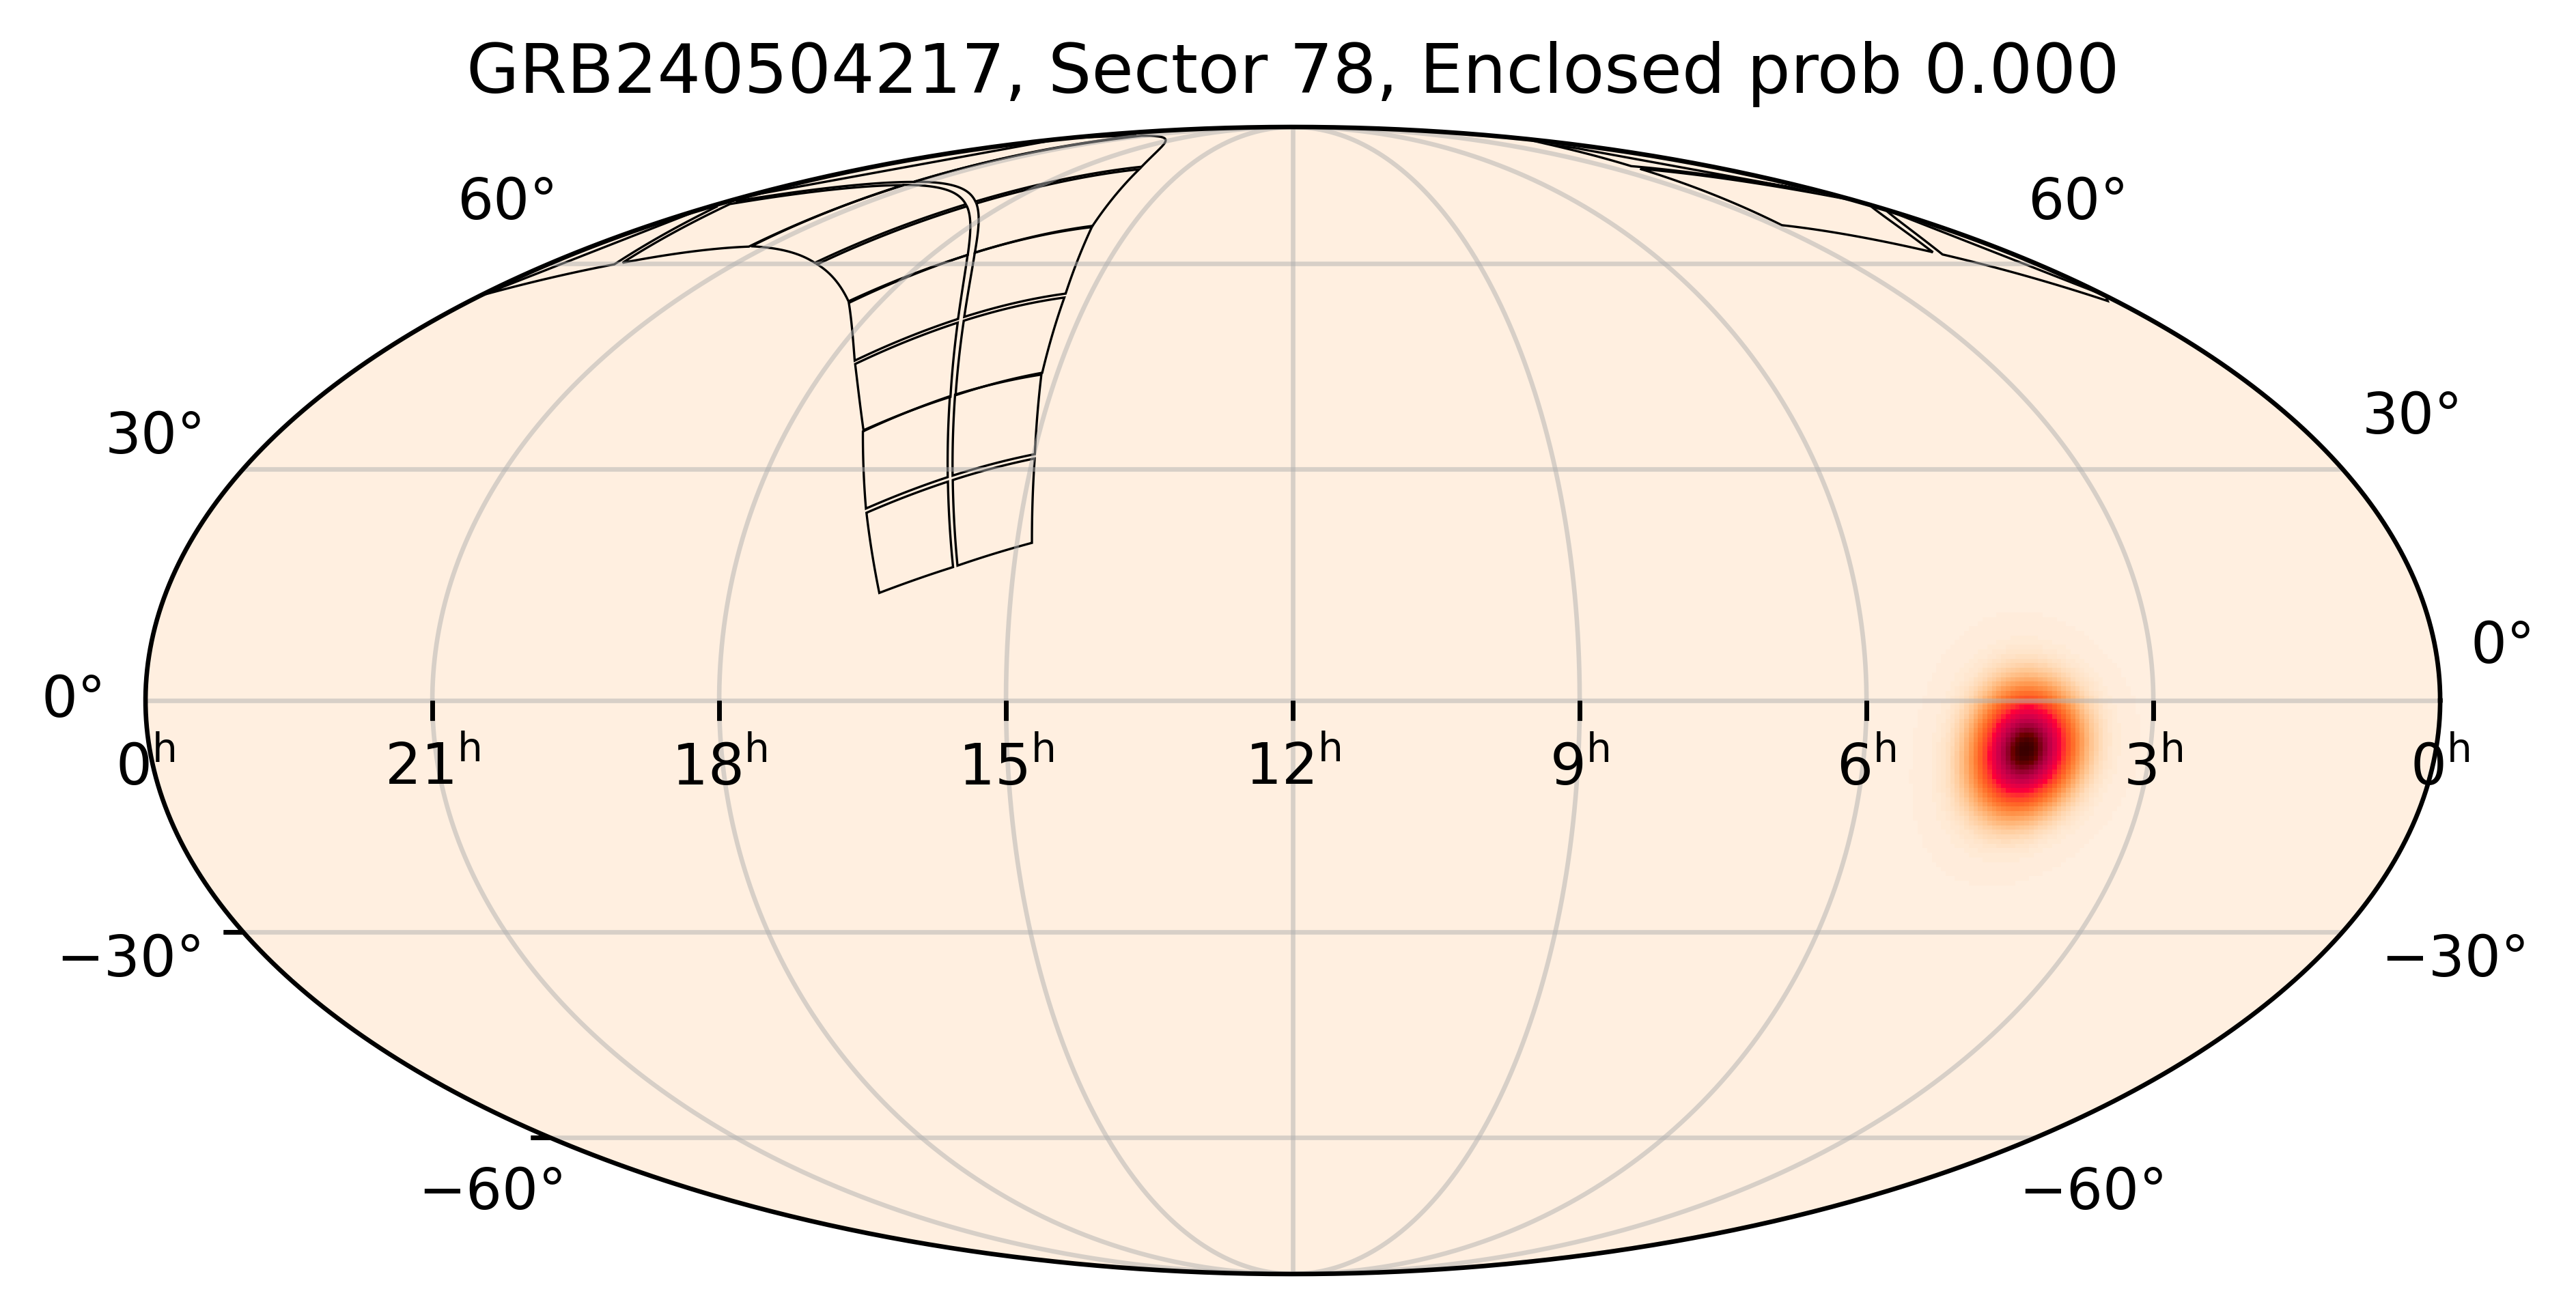 GRB240504217, Sector 78, Enclosed prob 0.000
60° 60°
30° 30°
0° 0°
0h 21h 18h 15h 12h 9h 6h 3h 0h
−30° −30°
−60° −60°